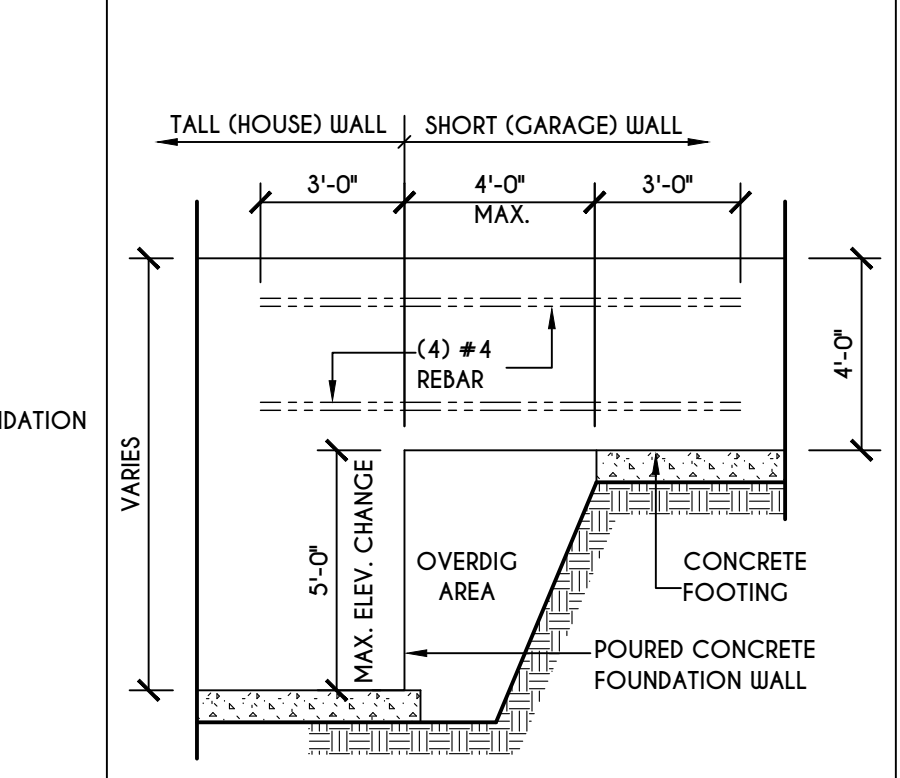 TALL (HOUSE) WALL
SHORT (GARAGE) WALL
3'-0"
4'-0"
MAX.
3'-0"
(4) #4
REBAR
4'-0"
NDATION
VARIES
5'-0"
MAX. ELEV. CHANGE
OVERDIG
AREA
CONCRETE
FOOTING
POURED CONCRETE
FOUNDATION WALL